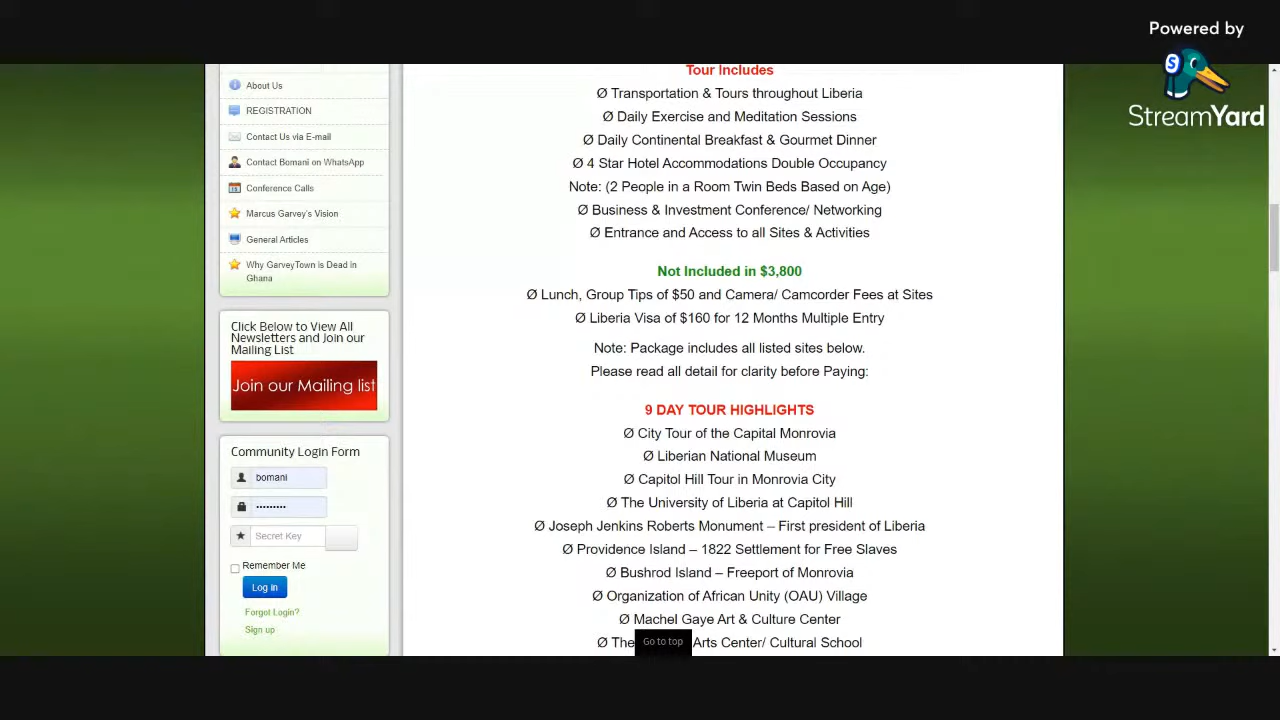 Powered by
StreamYard
About Us
REGISTRATION
Contact Us via E-mail
Contact Bomani on WhatsApp
Conference Calls
Marcus Garvey's Vision
General Articles
Why GarveyTown is Dead in
Ghana
Click Below to View All
Newsletters and Join our
Mailing List
Join our Mailing list
Community Login Form
bomani
•••••••••
Secret Key
Remember Me
Log in
Forgot Login?
Sign up
Tour Includes
Ø Transportation & Tours throughout Liberia
Ø Daily Exercise and Meditation Sessions
Ø Daily Continental Breakfast & Gourmet Dinner
Ø 4 Star Hotel Accommodations Double Occupancy
Note: (2 People in a Room Twin Beds Based on Age)
Ø Business & Investment Conference/ Networking
Ø Entrance and Access to all Sites & Activities
Not Included in $3,800
Ø Lunch, Group Tips of $50 and Camera/ Camcorder Fees at Sites
Ø Liberia Visa of $160 for 12 Months Multiple Entry
Note: Package includes all listed sites below.
Please read all detail for clarity before Paying:
9 DAY TOUR HIGHLIGHTS
Ø City Tour of the Capital Monrovia
Ø Liberian National Museum
Ø Capitol Hill Tour in Monrovia City
Ø The University of Liberia at Capitol Hill
Ø Joseph Jenkins Roberts Monument – First president of Liberia
Ø Providence Island – 1822 Settlement for Free Slaves
Ø Bushrod Island – Freeport of Monrovia
Ø Organization of African Unity (OAU) Village
Ø Machel Gaye Art & Culture Center
Ø The Arts Center/ Cultural School
Go to top